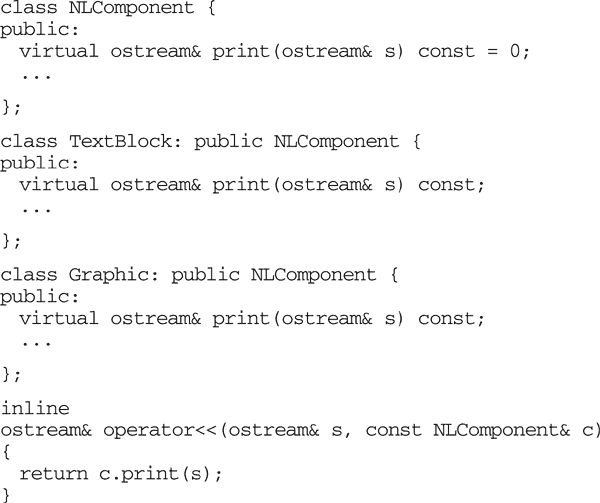 class NLComponent {
public:
  virtual ostream& print(ostream& s) const = 0;
  ...
};
class TextBlock: public NLComponent {
public:
  virtual ostream& print(ostream& s) const;
  ...
};
class Graphic: public NLComponent {
public:
  virtual ostream& print(ostream& s) const;
  ...
};
inline
ostream& operator<<(ostream& s, const NLComponent& c)
{
  return c.print(s);
}